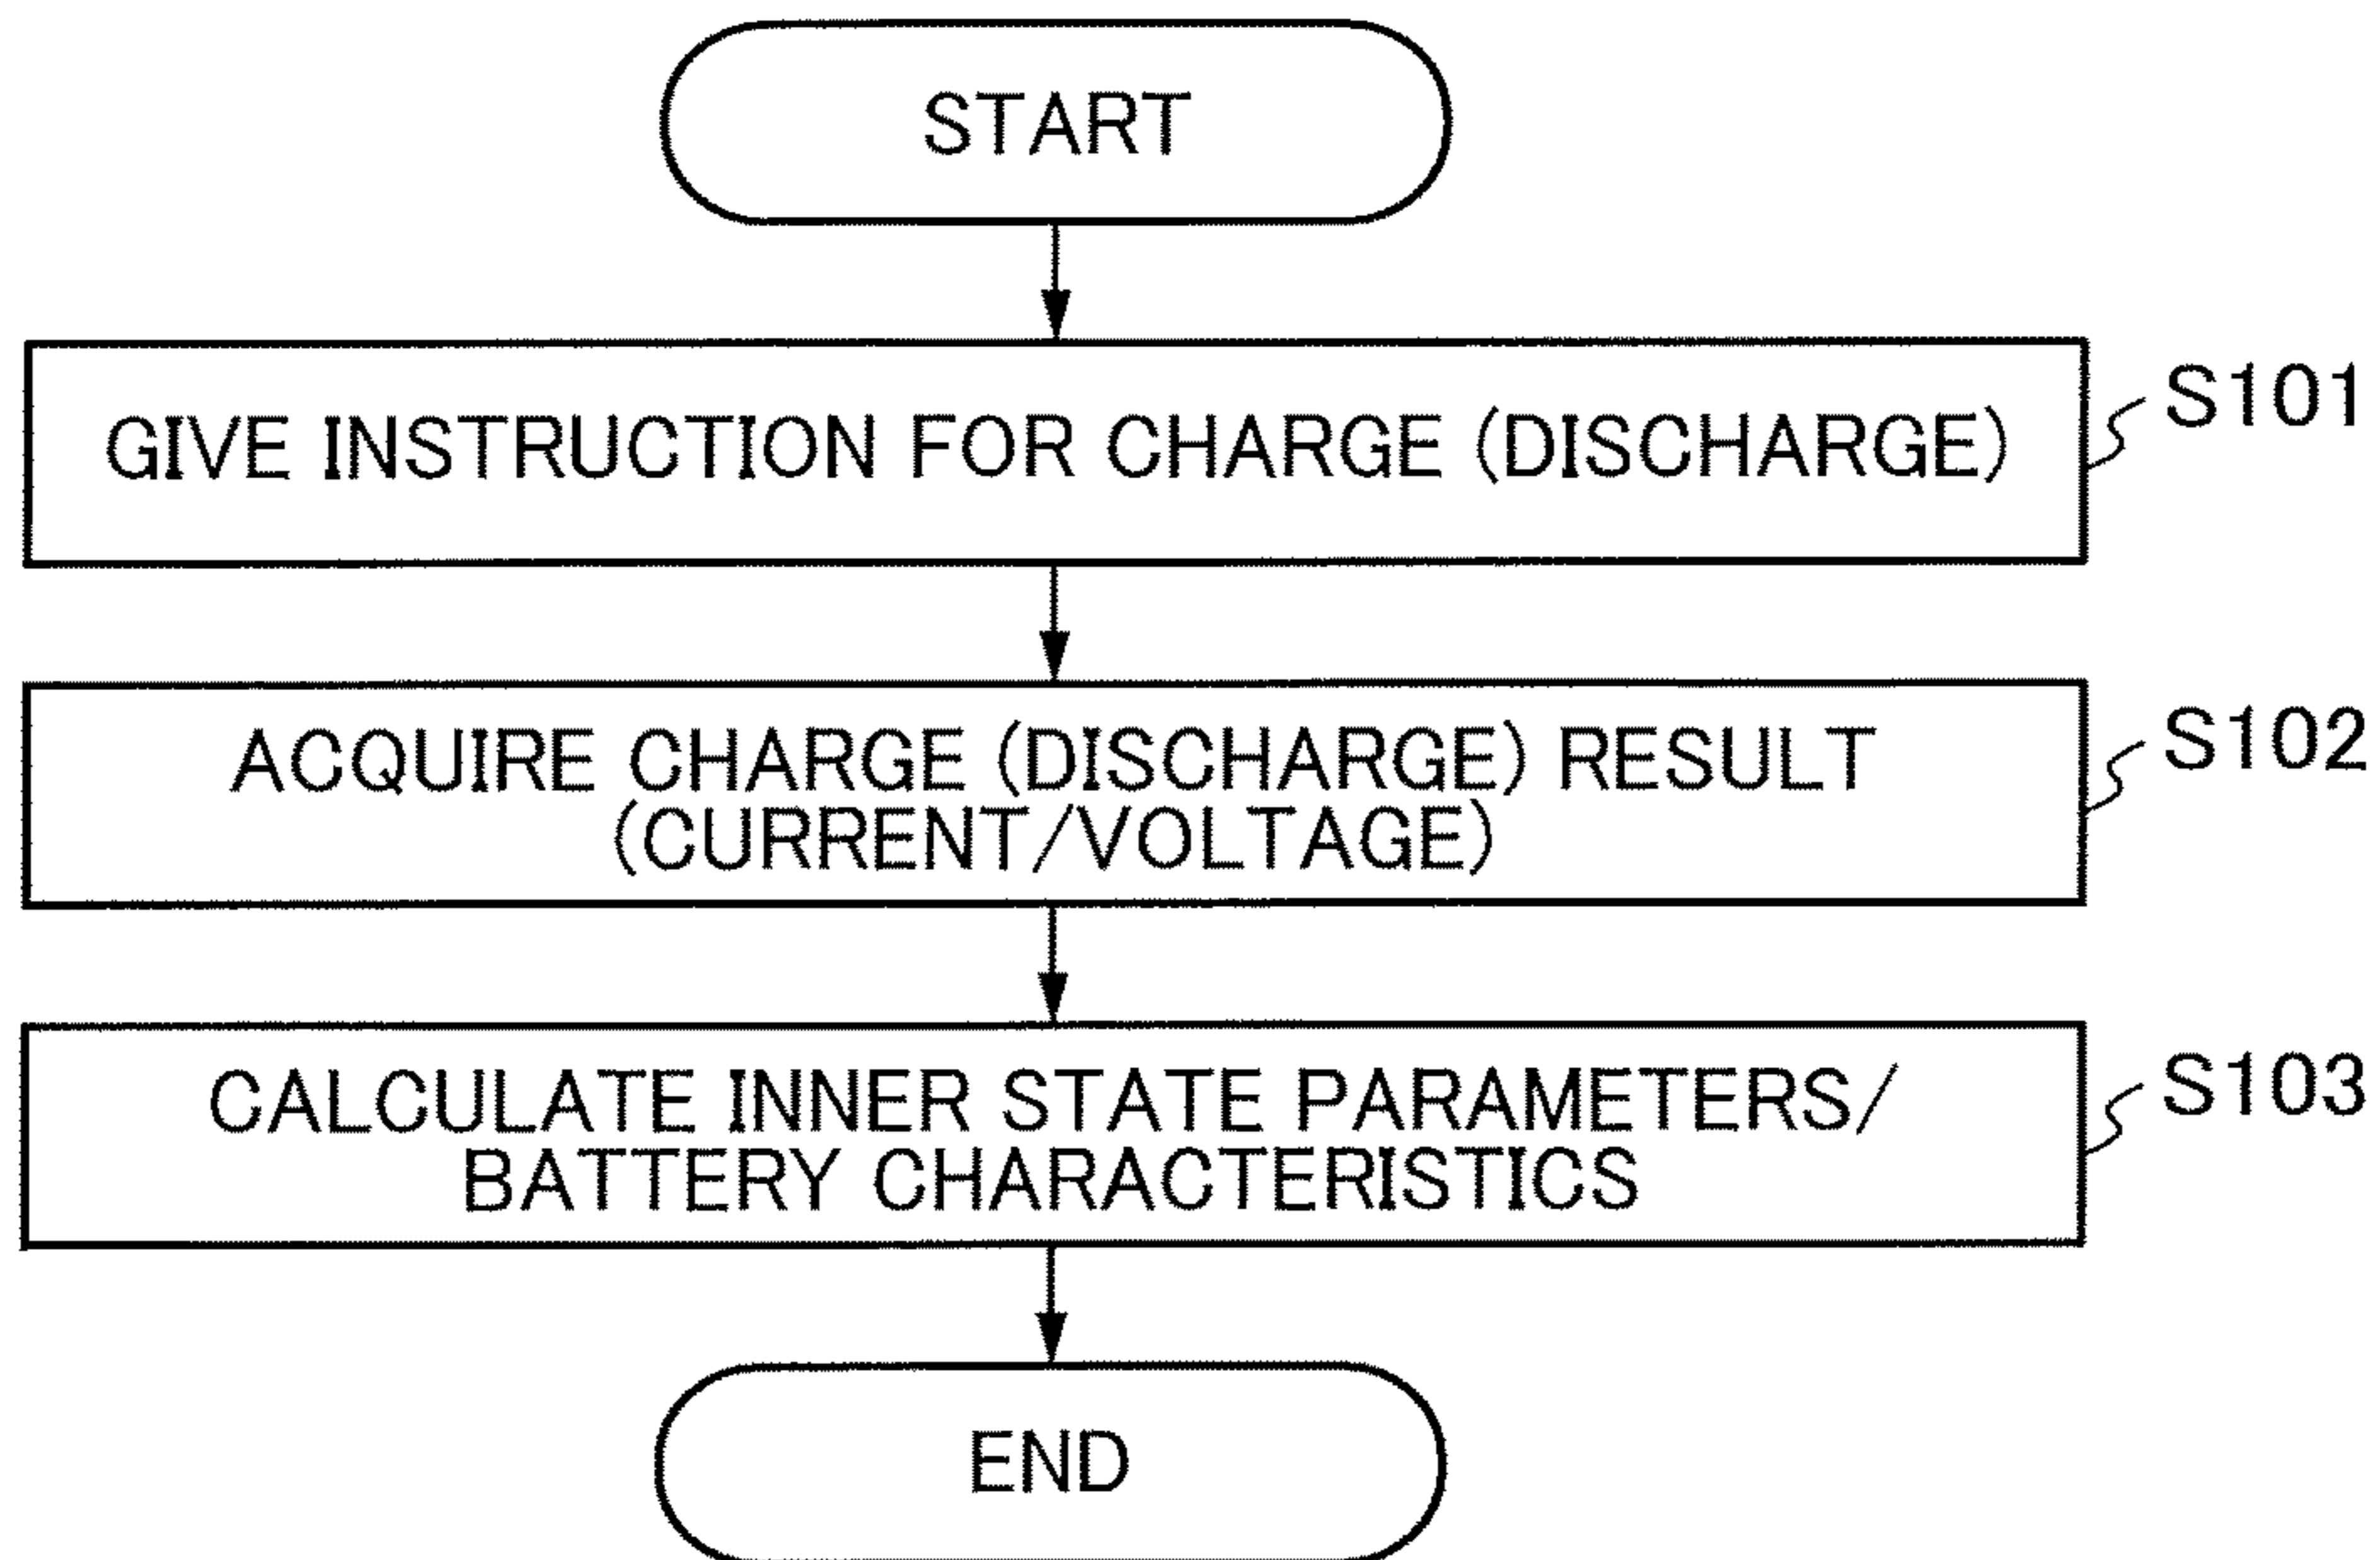 START
GIVE INSTRUCTION FOR CHARGE (DISCHARGE)
S101
ACQUIRE CHARGE (DISCHARGE) RESULT
(CURRENT/VOLTAGE)
S102
CALCULATE INNER STATE PARAMETERS/
BATTERY CHARACTERISTICS
S103
END